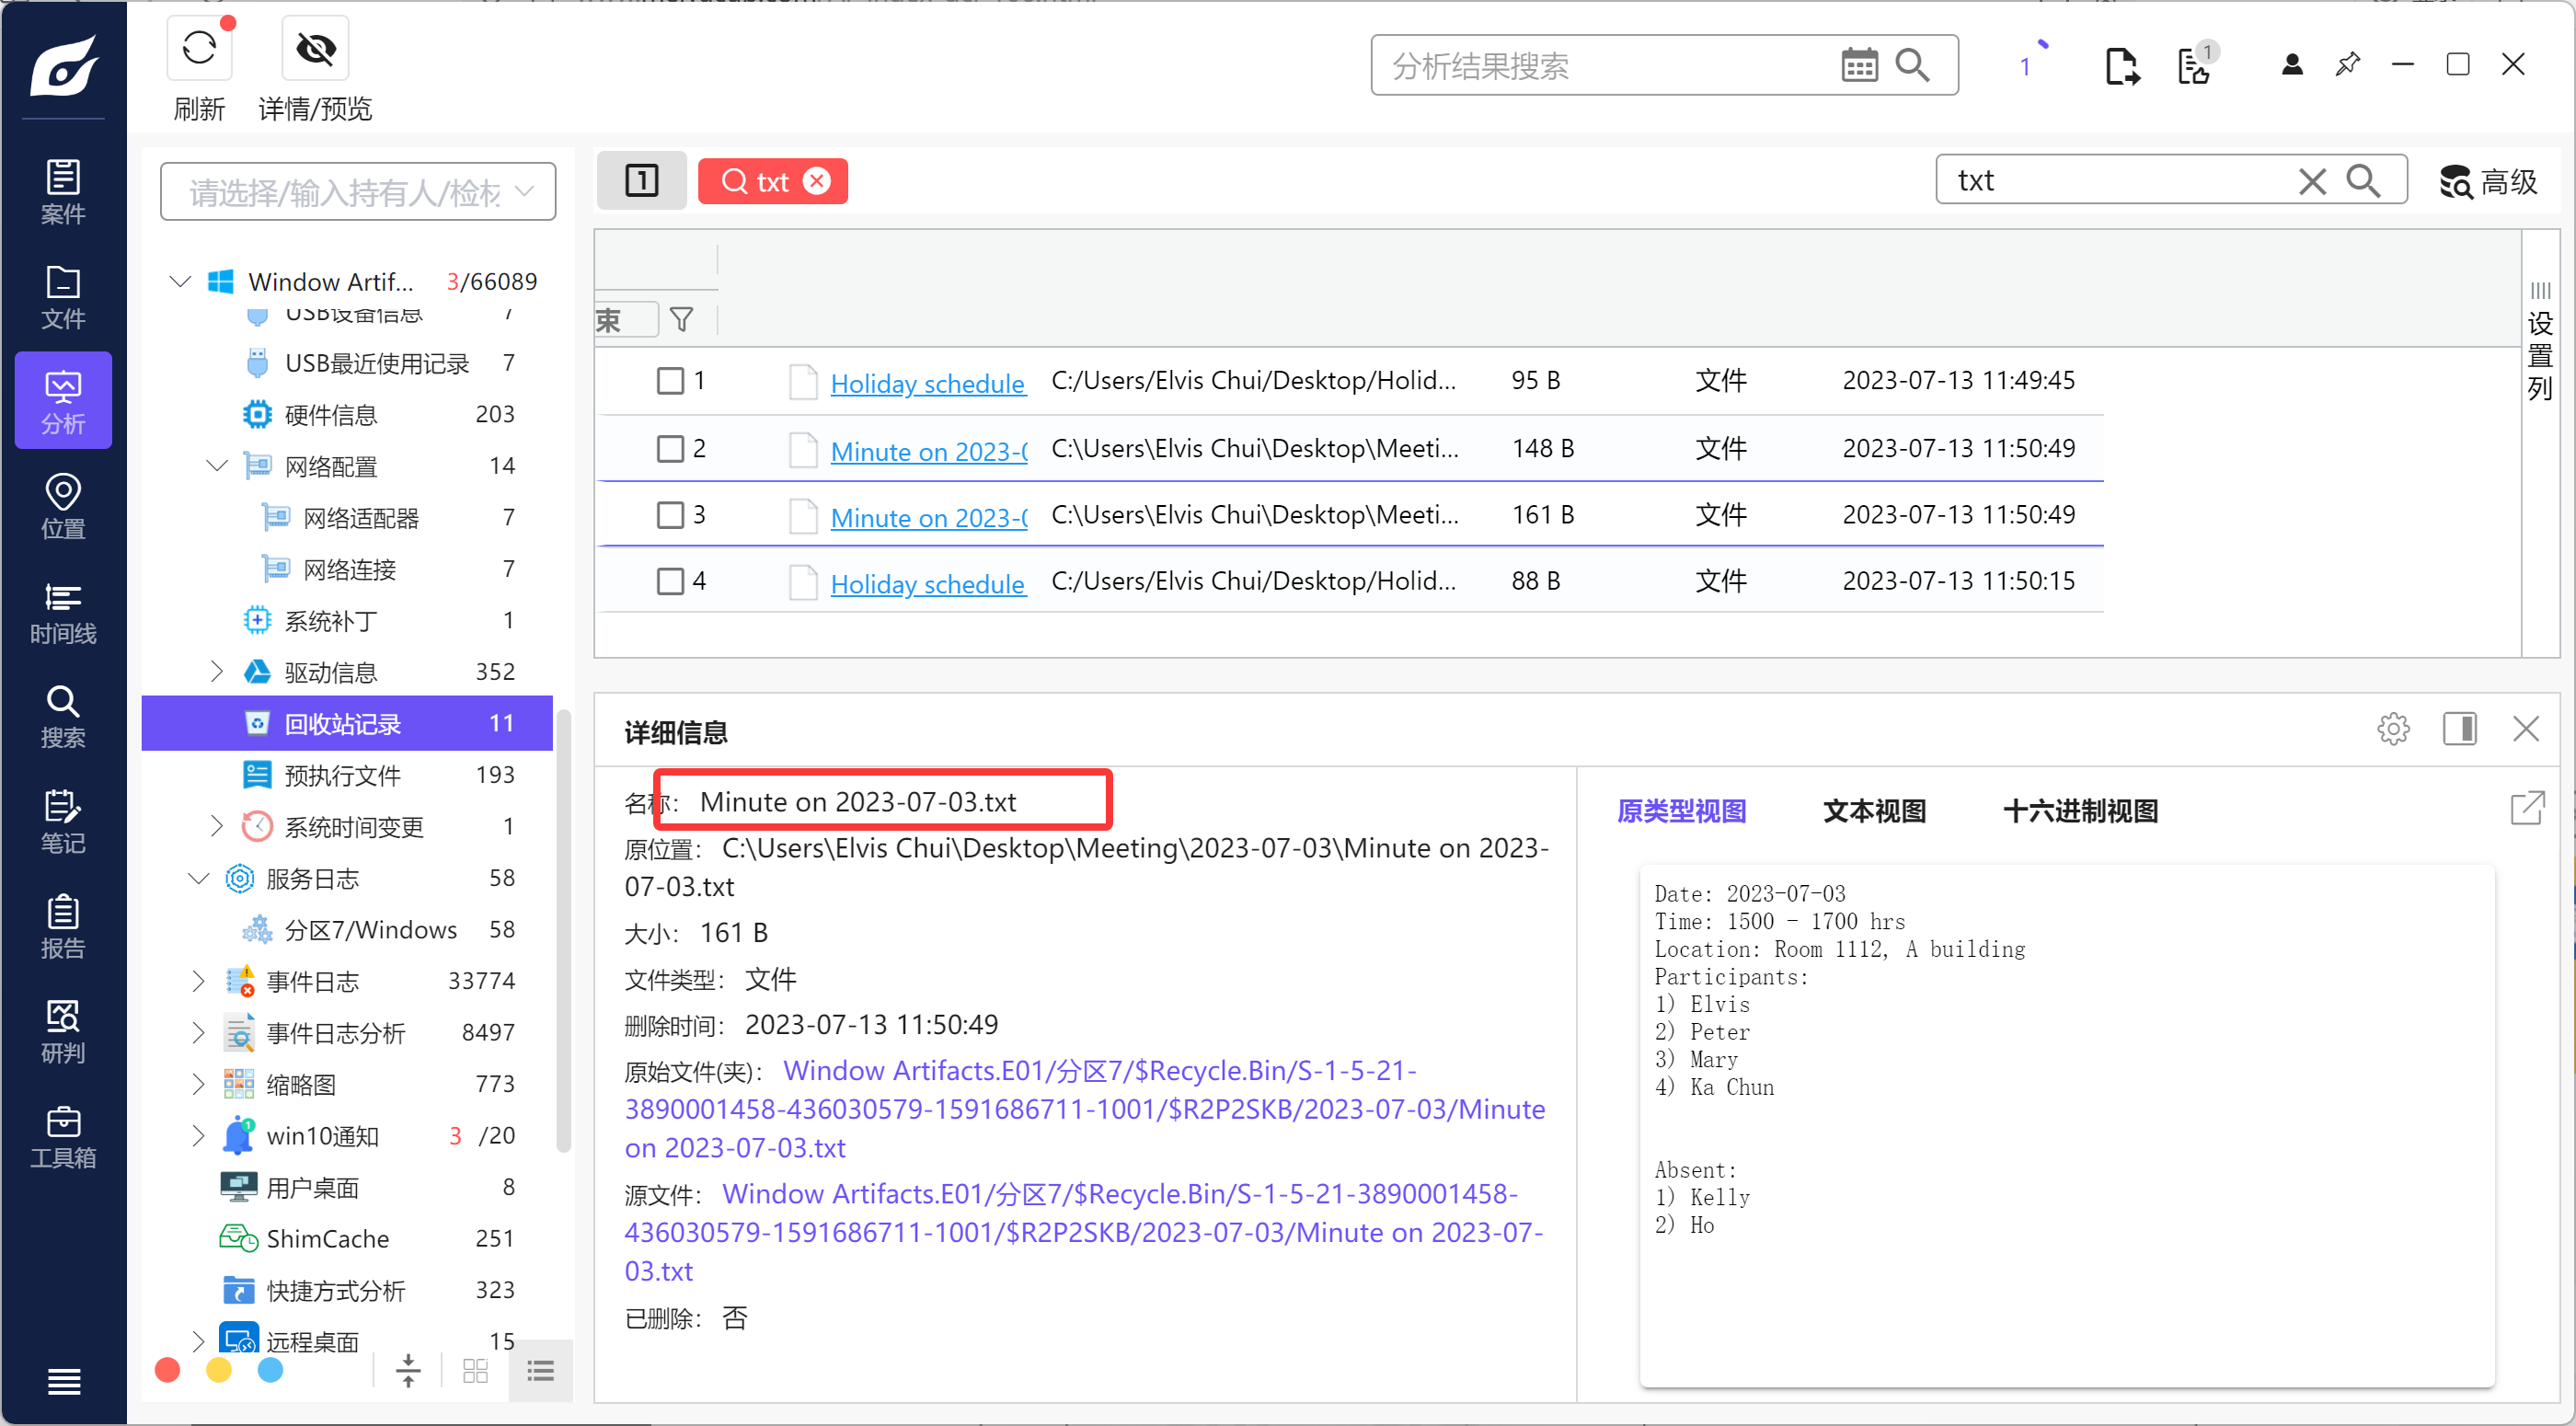 刷新
详情/预览
分析结果搜索
1
1
案件
文件
分析
位置
时间线
搜索
笔记
报告
研判
工具箱
请选择/输入持有人/检材
Window Artif... 3/66089
USB设备信息 7
USB最近使用记录 7
硬件信息 203
网络配置 14
网络适配器 7
网络连接 7
系统补丁 1
驱动信息 352
回收站记录 11
预执行文件 193
系统时间变更 1
服务日志 58
分区7/Windows 58
事件日志 33774
事件日志分析 8497
缩略图 773
win10通知 3 /20
用户桌面 8
ShimCache 251
快捷方式分析 323
远程桌面 15
1 txt
txt 高级
束
设置列
1 Holiday schedule C:/Users/Elvis Chui/Desktop/Holid... 95 B 文件 2023-07-13 11:49:45
2 Minute on 2023-0 C:\Users\Elvis Chui\Desktop\Meeti... 148 B 文件 2023-07-13 11:50:49
3 Minute on 2023-0 C:\Users\Elvis Chui\Desktop\Meeti... 161 B 文件 2023-07-13 11:50:49
4 Holiday schedule C:/Users/Elvis Chui/Desktop/Holid... 88 B 文件 2023-07-13 11:50:15
详细信息
名称： Minute on 2023-07-03.txt
原位置： C:\Users\Elvis Chui\Desktop\Meeting\2023-07-03\Minute on 2023-
07-03.txt
大小： 161 B
文件类型： 文件
删除时间： 2023-07-13 11:50:49
原始文件(夹)： Window Artifacts.E01/分区7/$Recycle.Bin/S-1-5-21-
3890001458-436030579-1591686711-1001/$R2P2SKB/2023-07-03/Minute
on 2023-07-03.txt
源文件： Window Artifacts.E01/分区7/$Recycle.Bin/S-1-5-21-3890001458-
436030579-1591686711-1001/$R2P2SKB/2023-07-03/Minute on 2023-07-
03.txt
已删除： 否
原类型视图 文本视图 十六进制视图
Date: 2023-07-03
Time: 1500 - 1700 hrs
Location: Room 1112, A building
Participants:
1) Elvis
2) Peter
3) Mary
4) Ka Chun
Absent:
1) Kelly
2) Ho